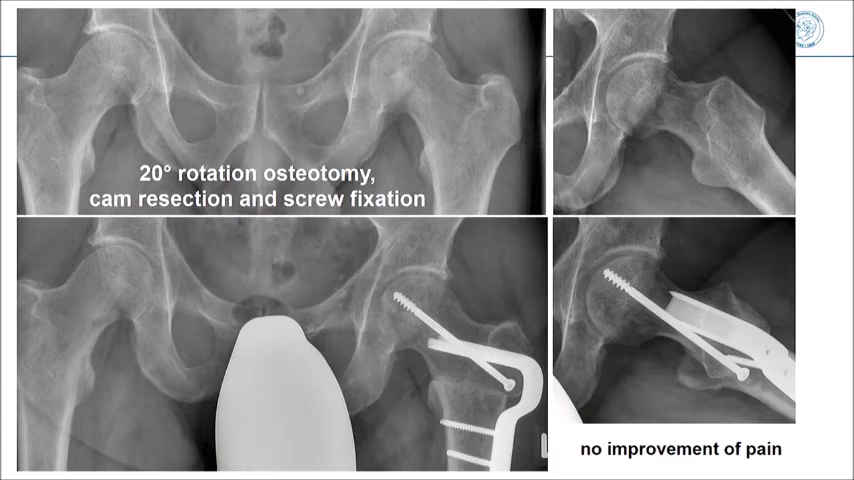 20° rotation osteotomy,
cam resection and screw fixation
L
no improvement of pain